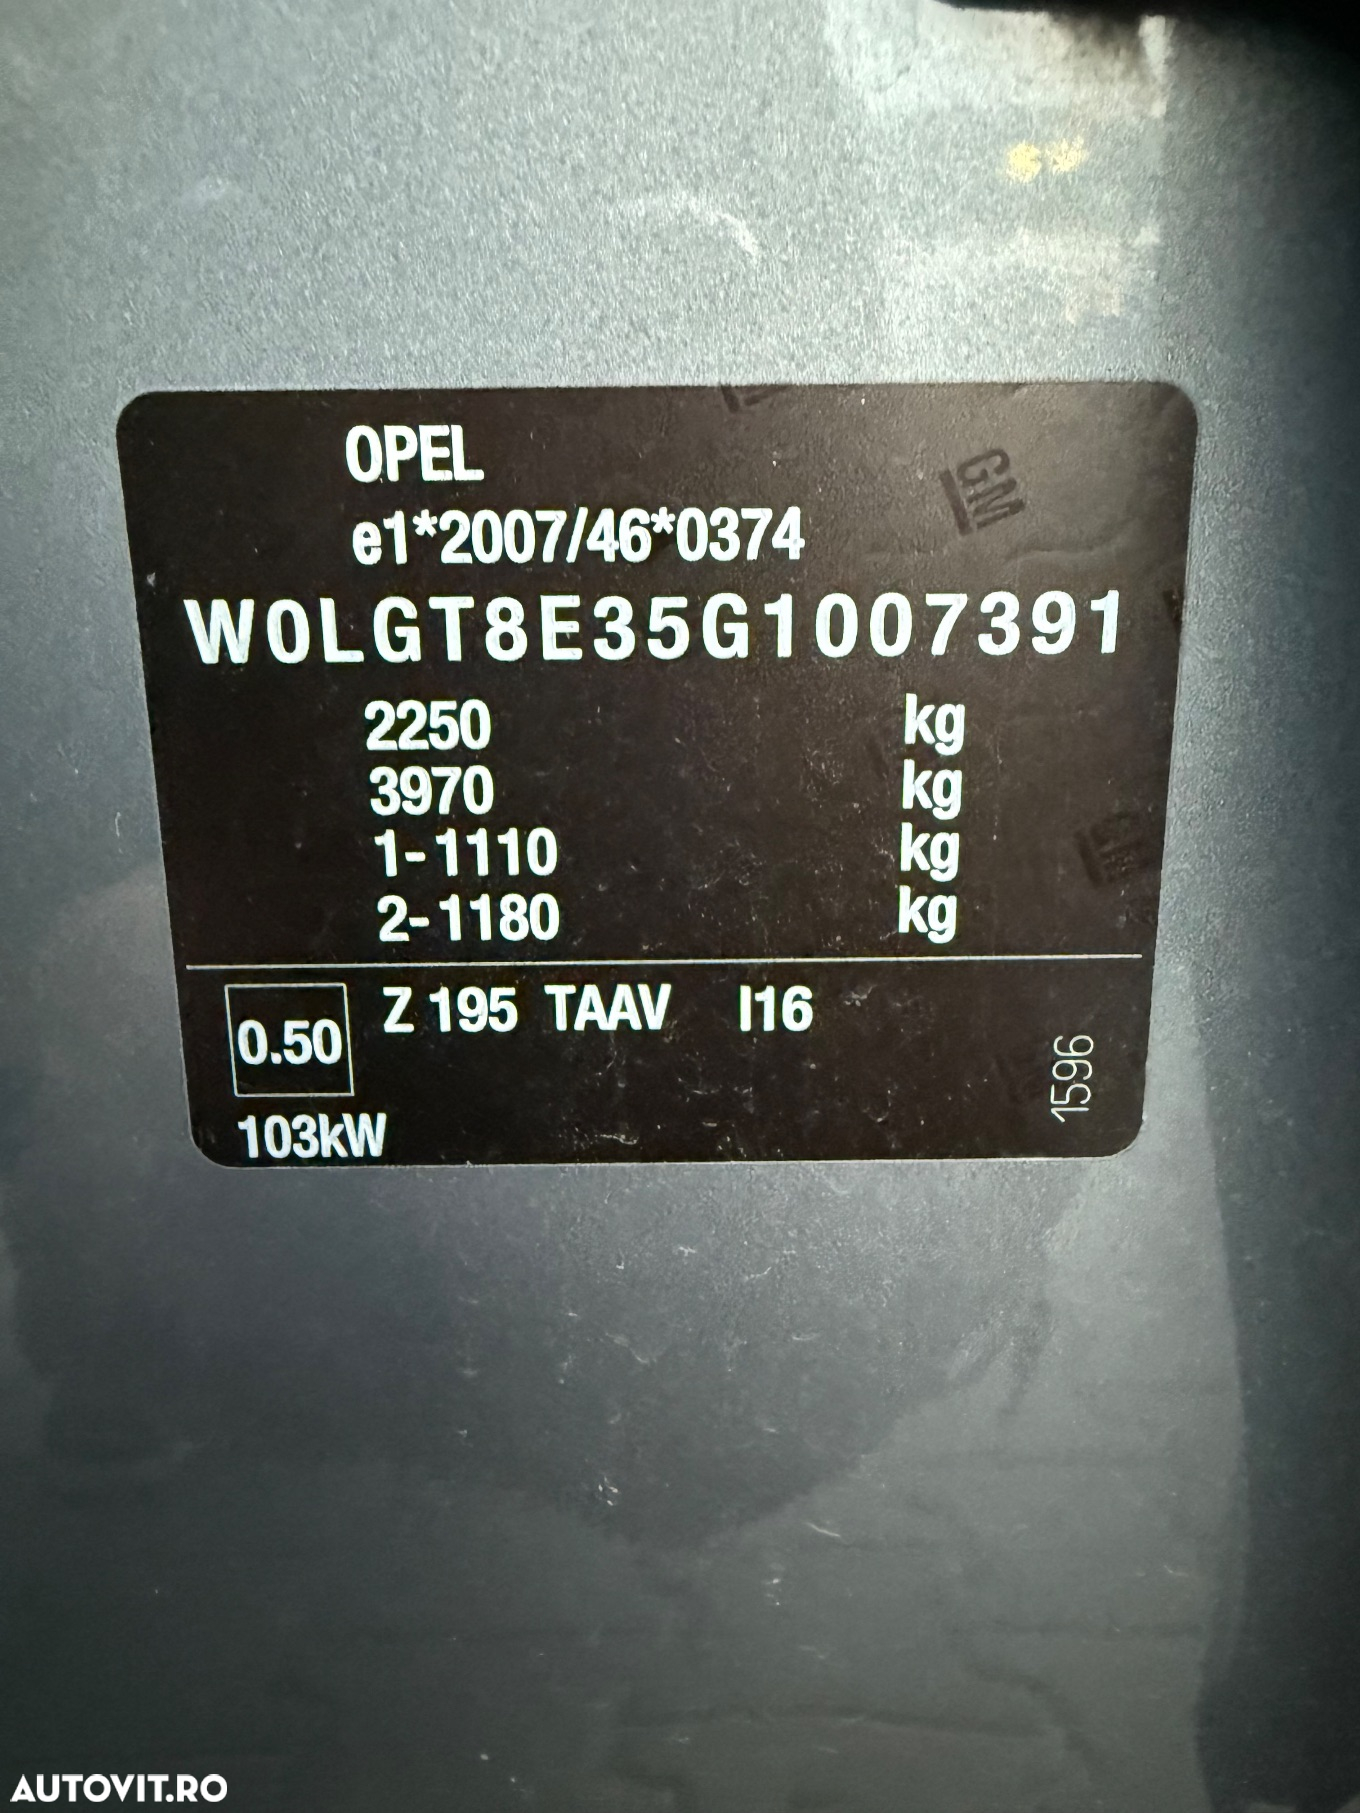 OPEL
e1*2007/46*0374
W0LGT8E35G1007391
2250 kg
3970 kg
1-1110 kg
2-1180 kg
0.50 Z 195 TAAV I16
103kW
1596
GM
GM
AUTOVIT.RO